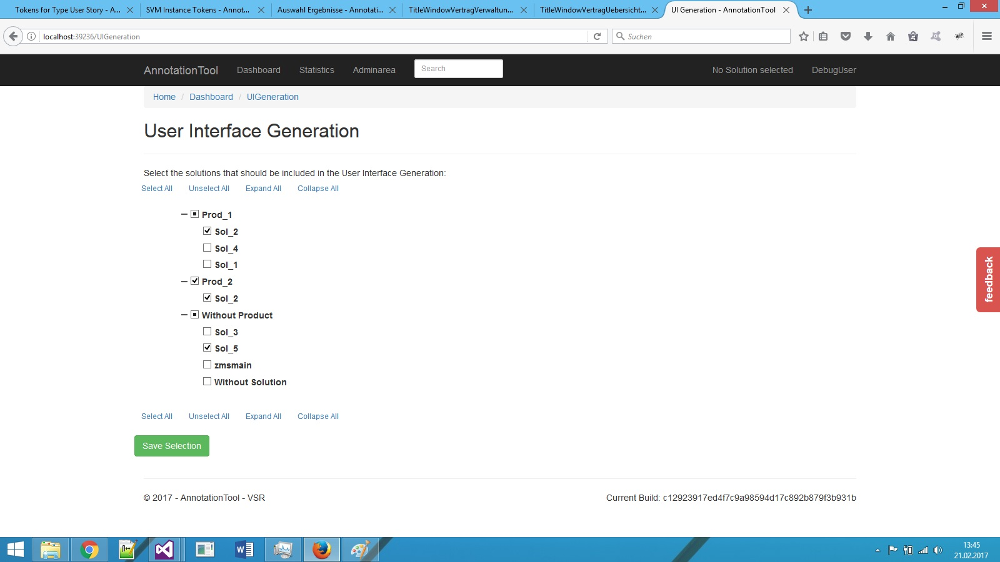 Tokens for Type User Story - A...
SVM Instance Tokens - Annot...
Auswahl Ergebnisse - Annotati...
TitleWindowVertragVerwaltun...
TitleWindowVertragUebersicht...
UI Generation - AnnotationTool
localhost:39236/UIGeneration
Suchen
AnnotationTool Dashboard Statistics Adminarea Search No Solution selected DebugUser
Home / Dashboard / UIGeneration
User Interface Generation
Select the solutions that should be included in the User Interface Generation:
Select All Unselect All Expand All Collapse All
Prod_1
Sol_2
Sol_4
Sol_1
Prod_2
Sol_2
Without Product
Sol_3
Sol_5
zmsmain
Without Solution
feedback
Select All Unselect All Expand All Collapse All
Save Selection
© 2017 - AnnotationTool - VSR
Current Build: c12923917ed4f7c9a98594d17c892b879f3b931b
13:45
21.02.2017